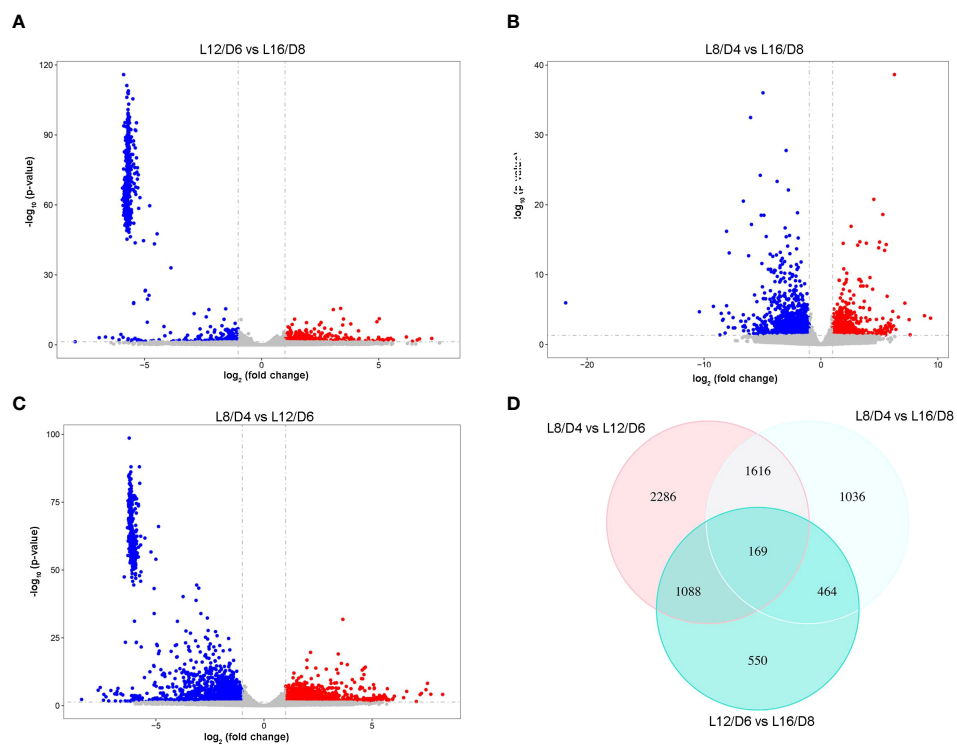 A
L12/D6 vs L16/D8
120
90
60
30
0
-log10 (p-value)
-5
0
5
log2 (fold change)
B
L8/D4 vs L16/D8
40
30
20
10
0
-20
-10
0
10
log2 (fold change)
C
L8/D4 vs L12/D6
100
75
50
25
0
-log10 (p-value)
-5
0
5
log2 (fold change)
D
L8/D4 vs L12/D6
L8/D4 vs L16/D8
2286
1616
1036
169
1088
464
550
L12/D6 vs L16/D8